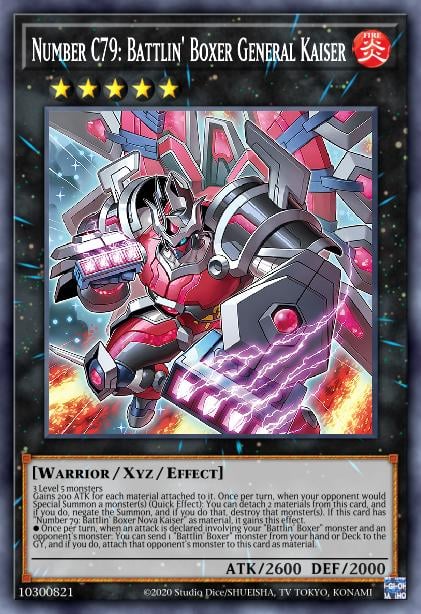 Number C79: Battlin' Boxer General Kaiser
FIRE
炎
[Warrior / Xyz / Effect]
3 Level 5 monsters
Gains 200 ATK for each material attached to it. Once per turn, when your opponent would
Special Summon a monster(s) (Quick Effect): You can detach 2 materials from this card, and
if you do, negate the Summon, and if you do, destroy that monster(s). If this card has
"Number 79: Battlin' Boxer Nova Kaiser" as material, it gains this effect.
● Once per turn, when an attack is declared involving your "Battlin' Boxer" monster and an
opponent's monster: You can send 1 "Battlin' Boxer" monster from your hand or Deck to the
GY, and if you do, attach that opponent's monster to this card as material.
ATK/2600 DEF/2000
10300821
©2020 Studio Dice/SHUEISHA, TV TOKYO, KONAMI